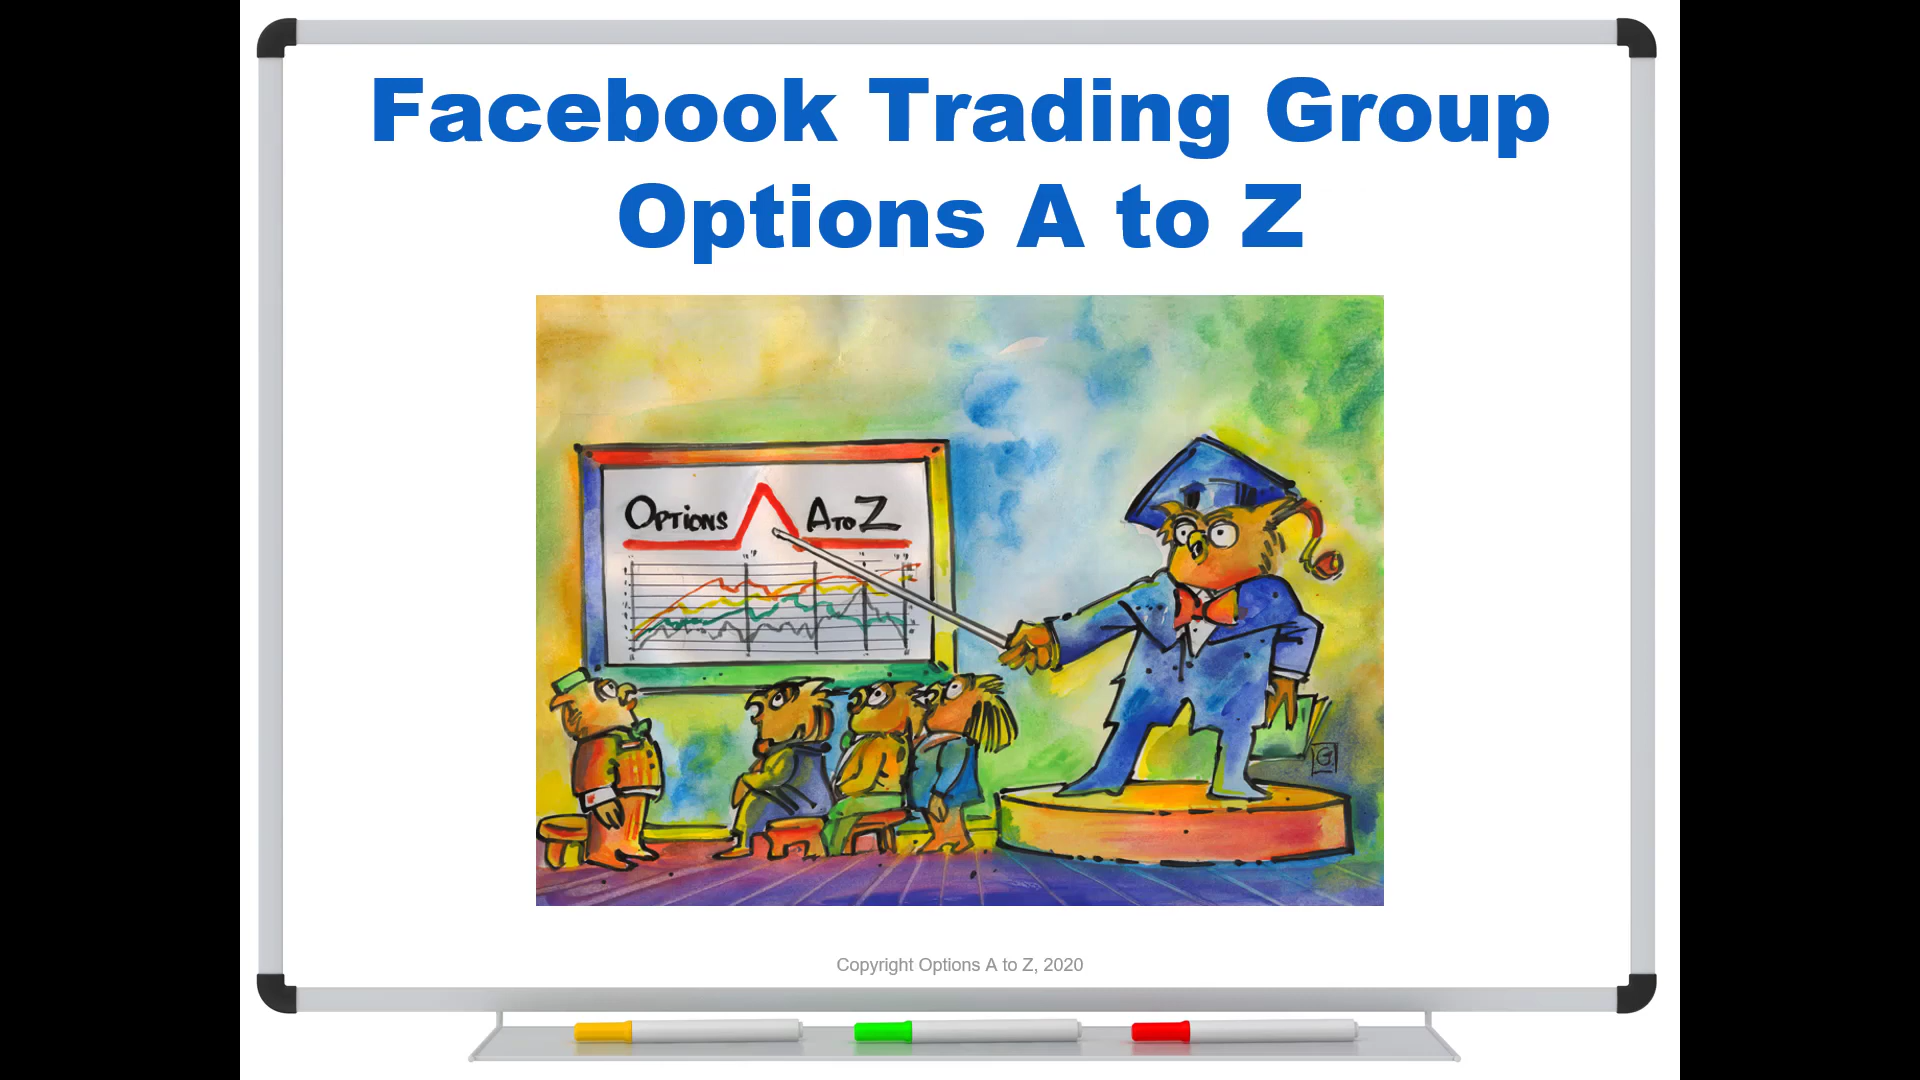 Facebook Trading Group
Options A to Z
Options A to Z
G
Copyright Options A to Z, 2020